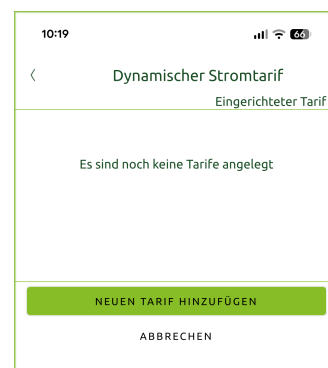 10:19
66
Dynamischer Stromtarif
Eingerichteter Tarif
Es sind noch keine Tarife angelegt
NEUEN TARIF HINZUFÜGEN
ABBRECHEN